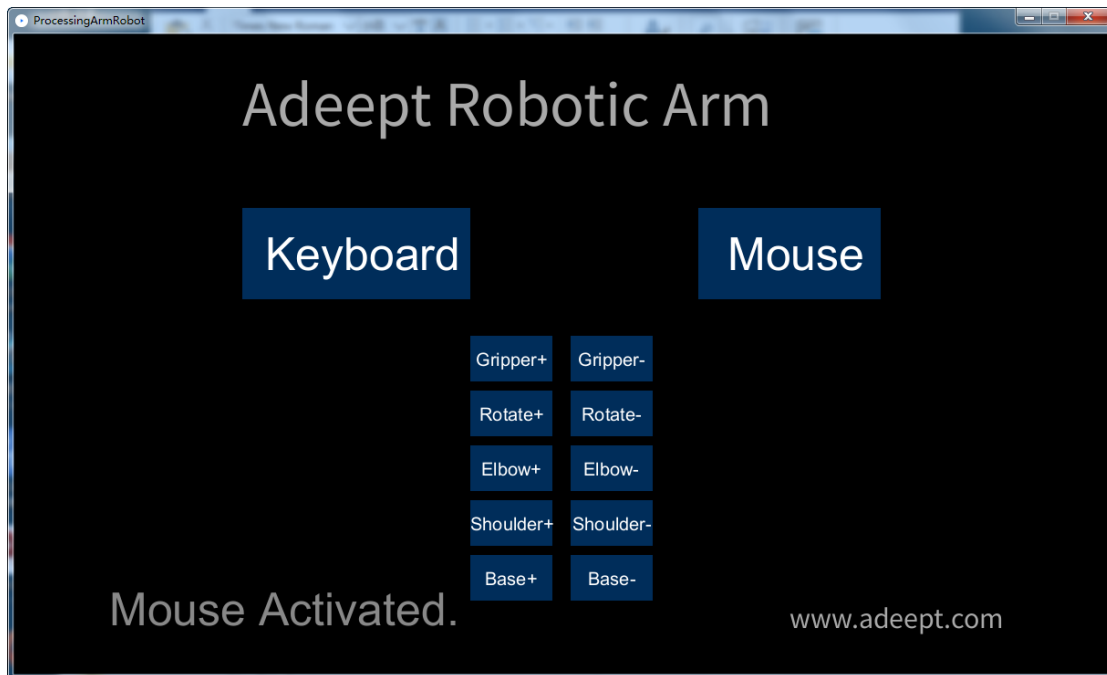 ProcessingArmRobot
Adeept Robotic Arm
Keyboard Mouse
Gripper+ Gripper-
Rotate+ Rotate-
Elbow+ Elbow-
Shoulder+ Shoulder-
Base+ Base-
Mouse Activated.
www.adeept.com